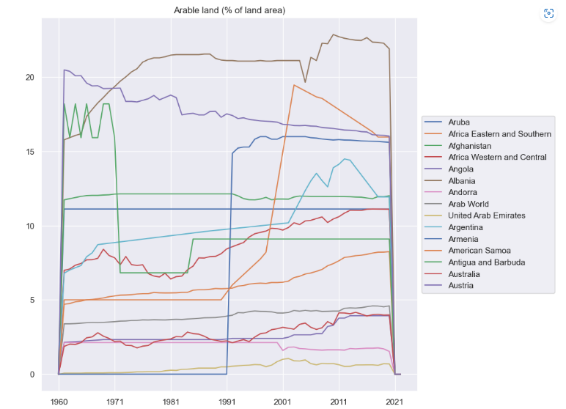 Arable land (% of land area)
20
15
10
5
0
1960
1971
1981
1991
2001
2011
2021
Aruba
Africa Eastern and Southern
Afghanistan
Africa Western and Central
Angola
Albania
Andorra
Arab World
United Arab Emirates
Argentina
Armenia
American Samoa
Antigua and Barbuda
Australia
Austria